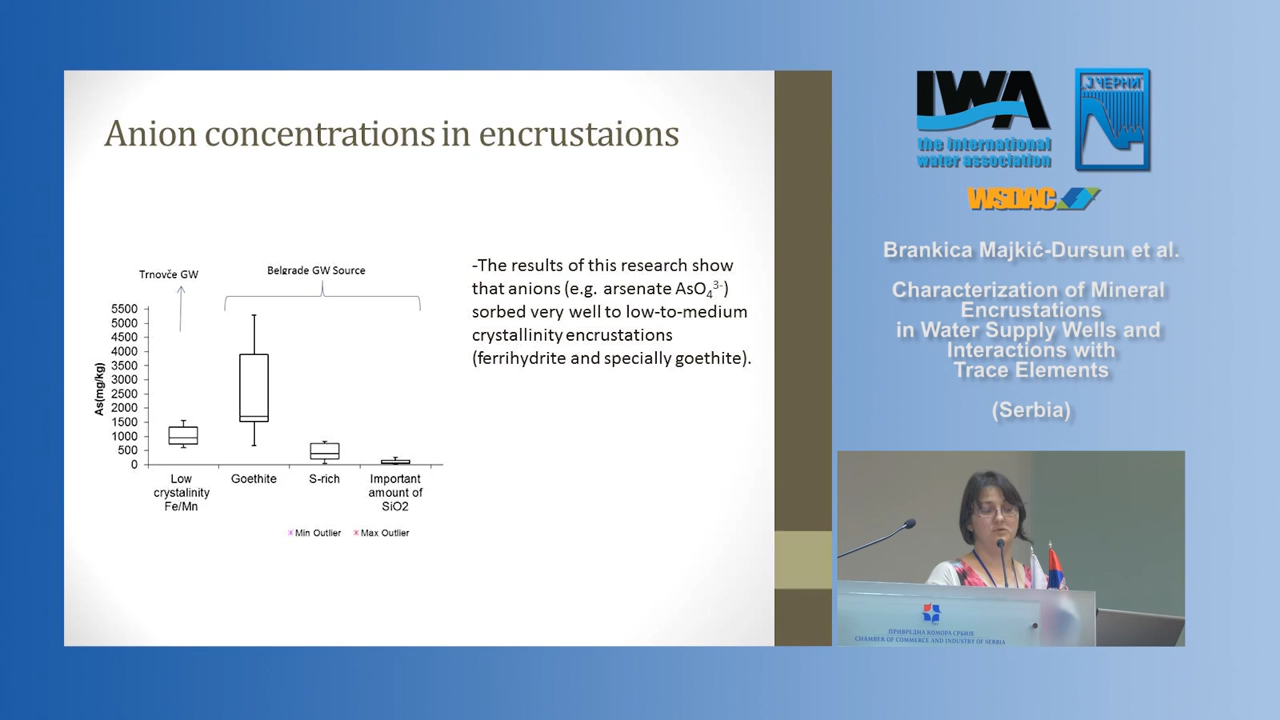 Anion concentrations in encrustaions
Trnovče GW
Belgrade GW Source
As(mg/kg)
5500
5000
4500
4000
3500
3000
2500
2000
1500
1000
500
0
Low
crystalinity
Fe/Mn
Goethite
S-rich
Important
amount of
SiO2
Min Outlier
Max Outlier
-The results of this research show
that anions (e.g. arsenate AsO₄³⁻)
sorbed very well to low-to-medium
crystallinity encrustations
(ferrihydrite and specially goethite).
IWA
the international
water association
Ј.ЧЕРНИ
WSDAC
Brankica Majkić-Dursun et al.
Characterization of Mineral
Encrustations
in Water Supply Wells and
Interactions with
Trace Elements
(Serbia)
ПРИВРЕДНА КОМОРА СРБИЈЕ
CHAMBER OF COMMERCE AND INDUSTRY OF SERBIA